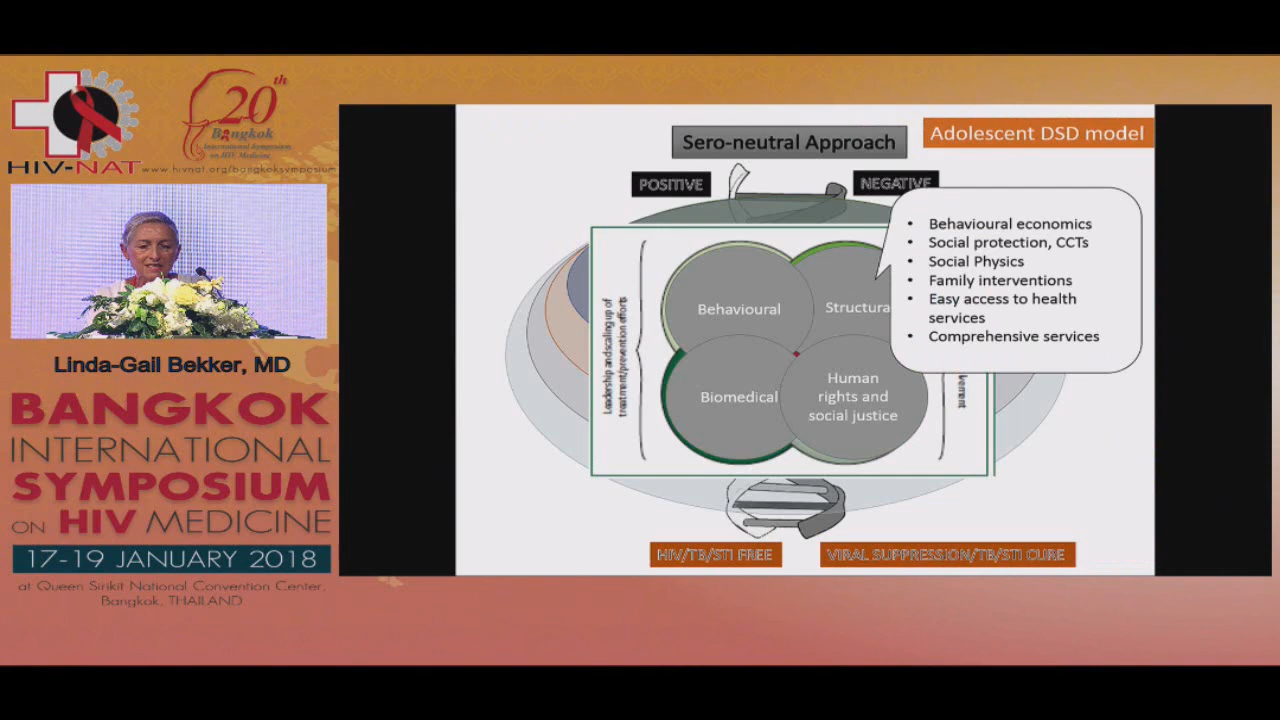 20th
Bangkok
International Symposium
on HIV Medicine
HIV-NAT
www.hivnat.org/bangkoksymposium
Linda-Gail Bekker, MD
BANGKOK
INTERNATIONAL
SYMPOSIUM
ON HIV MEDICINE
17-19 JANUARY 2018
at Queen Sirikit National Convention Center,
Bangkok, THAILAND
Sero-neutral Approach
Adolescent DSD model
POSITIVE
NEGATIVE
• Behavioural economics
• Social protection, CCTs
• Social Physics
• Family interventions
• Easy access to health
services
• Comprehensive services
Leadership and scaling up of
treatment/prevention efforts
Behavioural
Structura
Biomedical
Human
rights and
social justice
HIV/TB/STI FREE
VIRAL SUPPRESSION/TB/STI CURE